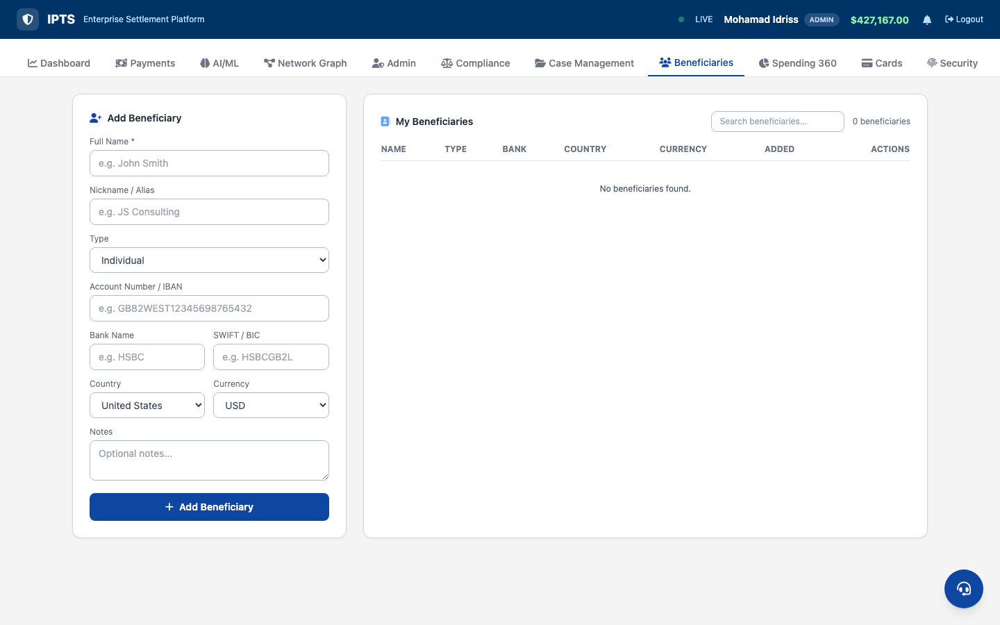 IPTS Enterprise Settlement Platform
LIVE Mohamad Idriss ADMIN $427,167.00 Logout
Dashboard Payments AI/ML Network Graph Admin Compliance Case Management Beneficiaries Spending 360 Cards Security
Add Beneficiary
Full Name *
e.g. John Smith
Nickname / Alias
e.g. JS Consulting
Type
Individual
Account Number / IBAN
e.g. GB82WEST12345698765432
Bank Name SWIFT / BIC
e.g. HSBC e.g. HSBCGB2L
Country Currency
United States USD
Notes
Optional notes...
Add Beneficiary
My Beneficiaries Search beneficiaries... 0 beneficiaries
NAME TYPE BANK COUNTRY CURRENCY ADDED ACTIONS
No beneficiaries found.